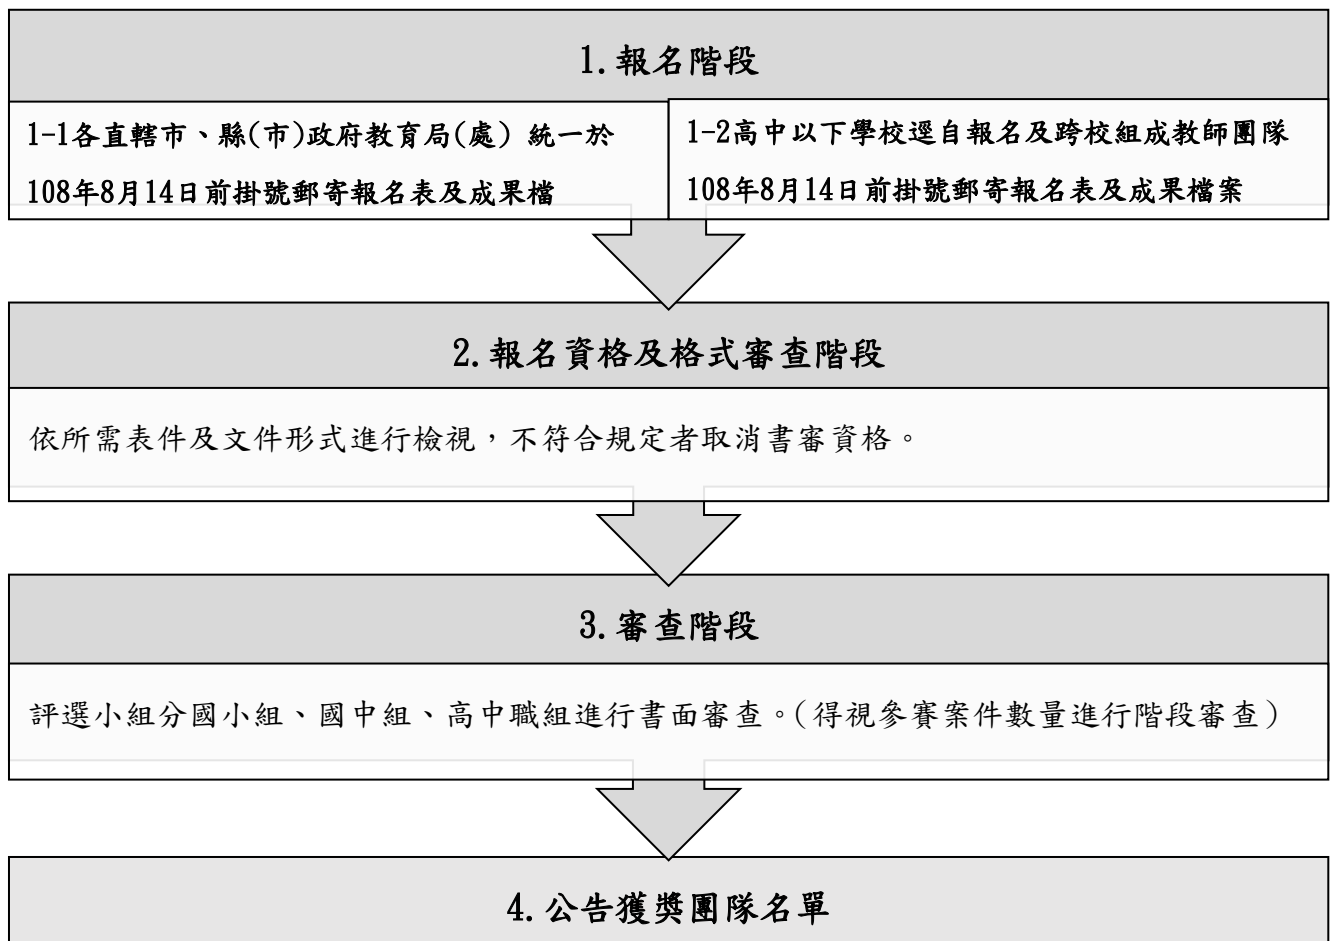 1.報名階段
1-1各直轄市、縣(市)政府教育局(處) 統一於
108年8月14日前掛號郵寄報名表及成果檔
1-2高中以下學校逕自報名及跨校組成教師團隊
108年8月14日前掛號郵寄報名表及成果檔案
2.報名資格及格式審查階段
依所需表件及文件形式進行檢視，不符合規定者取消書審資格。
3.審查階段
評選小組分國小組、國中組、高中職組進行書面審查。(得視參賽案件數量進行階段審查)
4.公告獲獎團隊名單